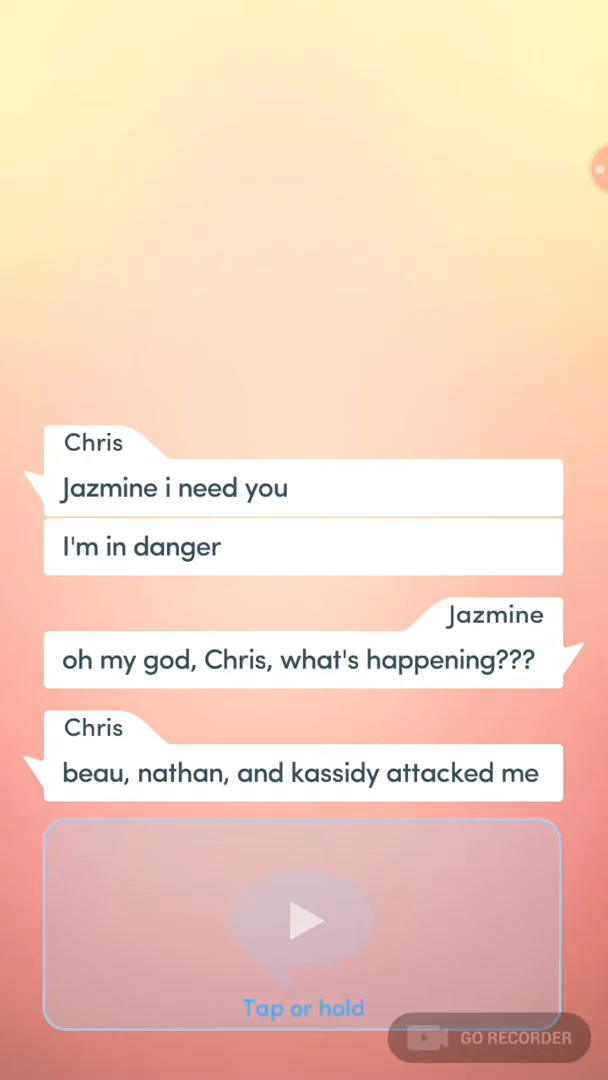 Chris
Jazmine i need you
I'm in danger
Jazmine
oh my god, Chris, what's happening???
Chris
beau, nathan, and kassidy attacked me
Tap or hold
GO RECORDER